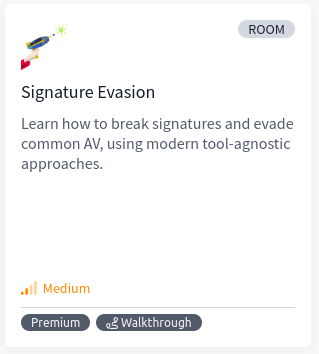 ROOM
Signature Evasion
Learn how to break signatures and evade
common AV, using modern tool-agnostic
approaches.
Medium
Premium
Walkthrough